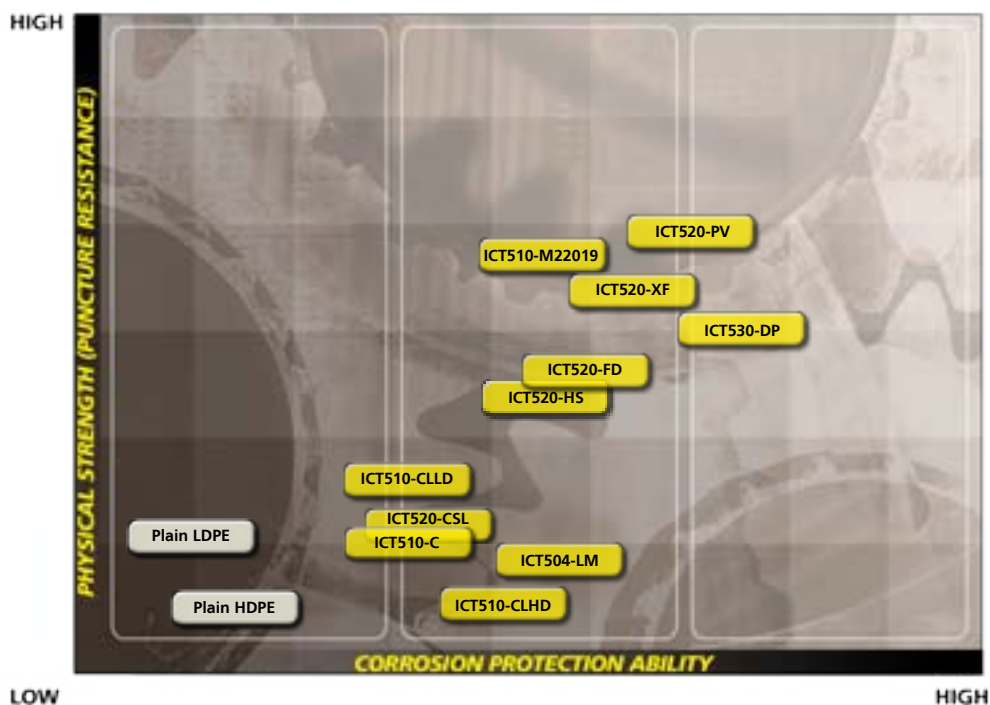 HIGH
PHYSICAL STRENGTH (PUNCTURE RESISTANCE)
ICT520-PV
ICT510-M22019
ICT520-XF
ICT530-DP
ICT520-FD
ICT520-HS
ICT510-CLLD
ICT520-CSL
ICT510-C
Plain LDPE
ICT504-LM
Plain HDPE
ICT510-CLHD
CORROSION PROTECTION ABILITY
LOW
HIGH